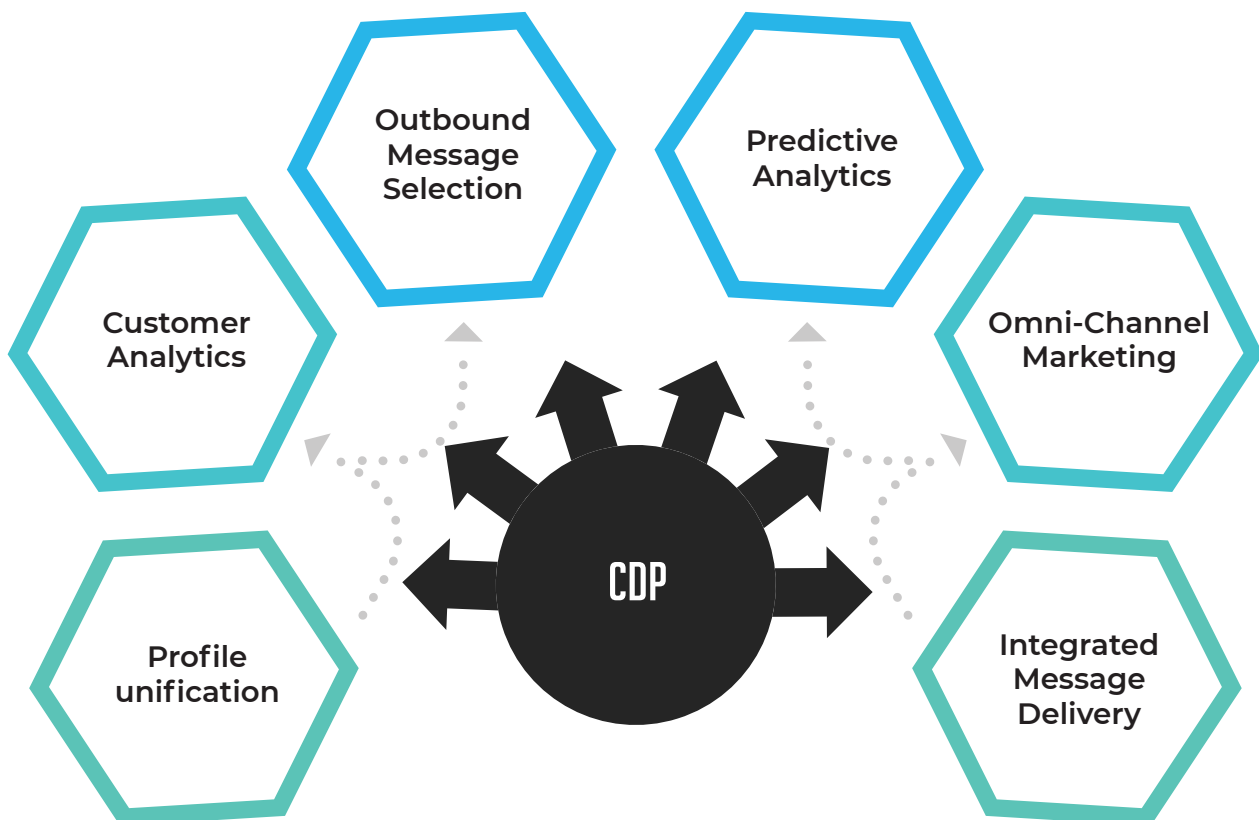 Outbound
Message
Selection
Predictive
Analytics
Customer
Analytics
Omni-Channel
Marketing
CDP
Profile
unification
Integrated
Message
Delivery